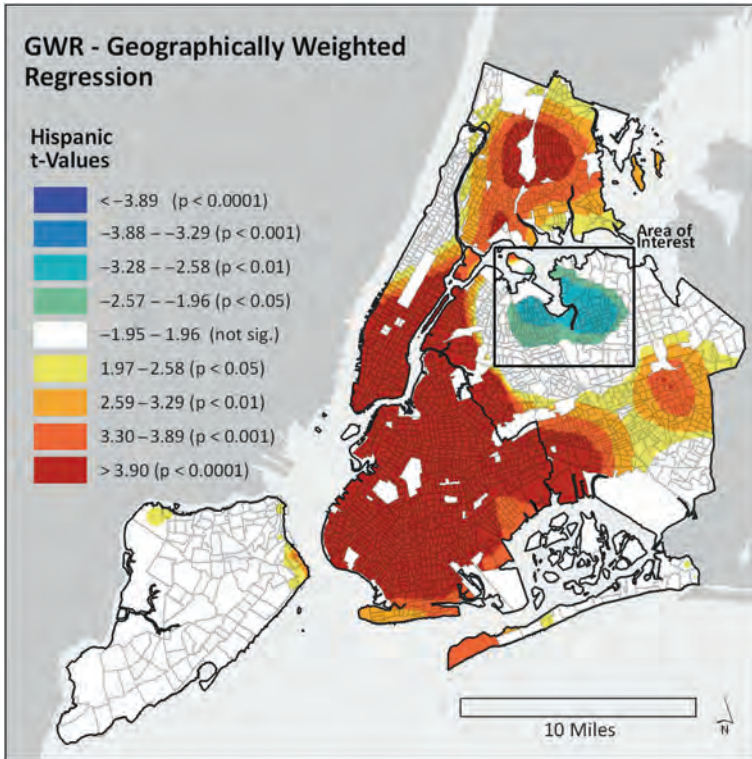 GWR - Geographically Weighted
Regression
Hispanic
t-Values
< −3.89 (p < 0.0001)
−3.88 – −3.29 (p < 0.001)
−3.28 – −2.58 (p < 0.01)
−2.57 – −1.96 (p < 0.05)
−1.95 – 1.96 (not sig.)
1.97 – 2.58 (p < 0.05)
2.59 – 3.29 (p < 0.01)
3.30 – 3.89 (p < 0.001)
> 3.90 (p < 0.0001)
Area of
Interest
10 Miles
N